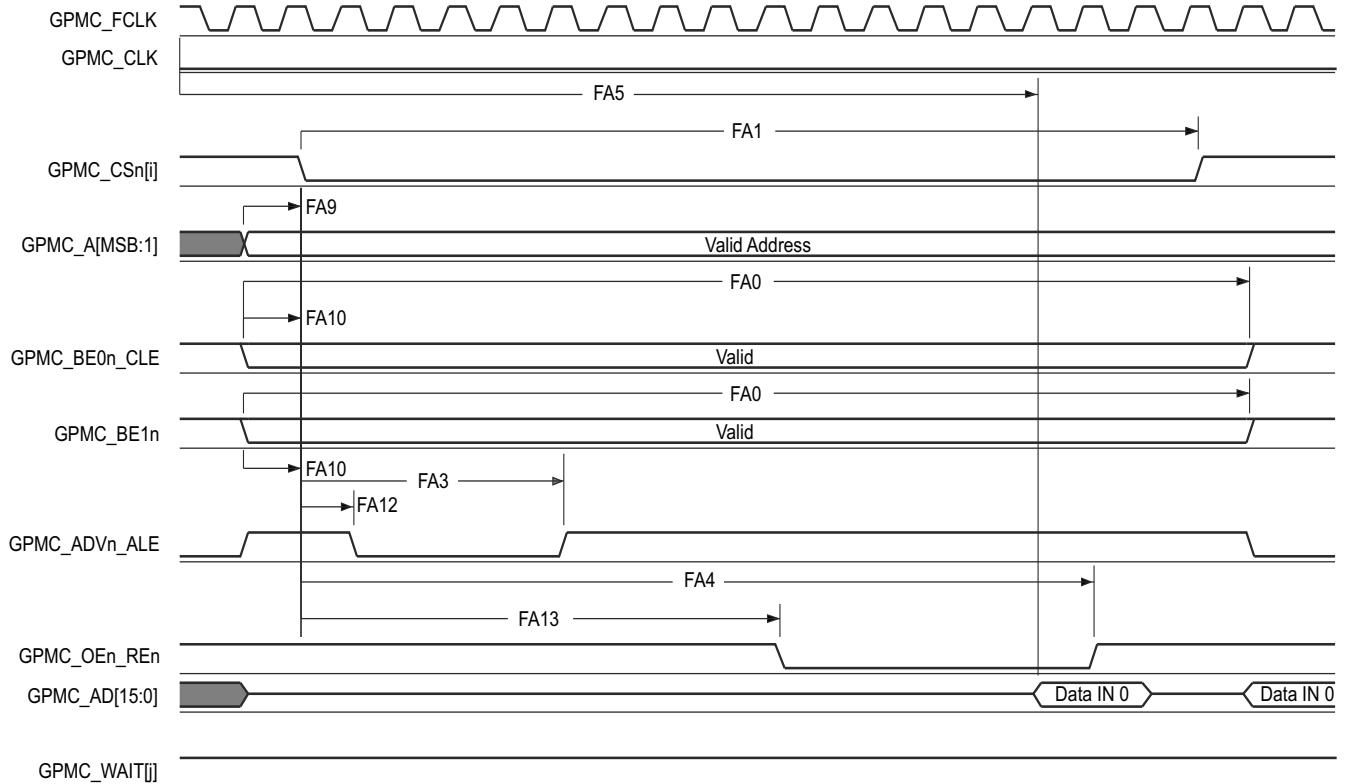 GPMC_FCLK
GPMC_CLK
FA5
FA1
GPMC_CSn[i]
FA9
GPMC_A[MSB:1] Valid Address
FA0
FA10
GPMC_BE0n_CLE Valid
FA0
GPMC_BE1n Valid
FA10
FA3
FA12
GPMC_ADVn_ALE
FA4
FA13
GPMC_OEn_REn
GPMC_AD[15:0] Data IN 0 Data IN 0
GPMC_WAIT[j]